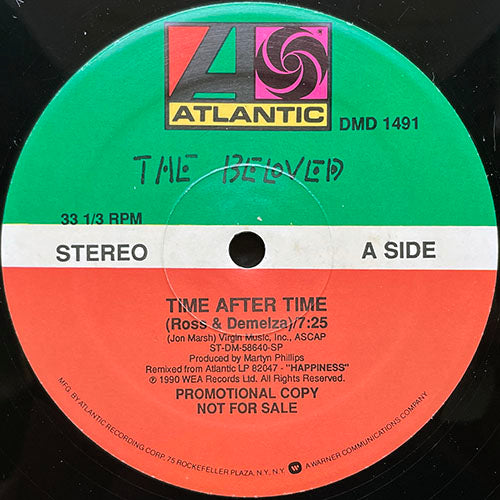 A
ATLANTIC
DMD 1491
THE BELOVED
33 1/3 RPM
STEREO
A SIDE
TIME AFTER TIME
(Ross & Demelza)/7:25
(Jon Marsh) Virgin Music, Inc., ASCAP
ST-DM-58640-SP
Produced by Martyn Phillips
Remixed from Atlantic LP 82047 - "HAPPINESS"
℗ 1990 WEA Records Ltd. All Rights Reserved.
PROMOTIONAL COPY
NOT FOR SALE
MFG. BY ATLANTIC RECORDING CORP. 75 ROCKEFELLER PLAZA, N.Y., N.Y. A WARNER COMMUNICATIONS COMPANY